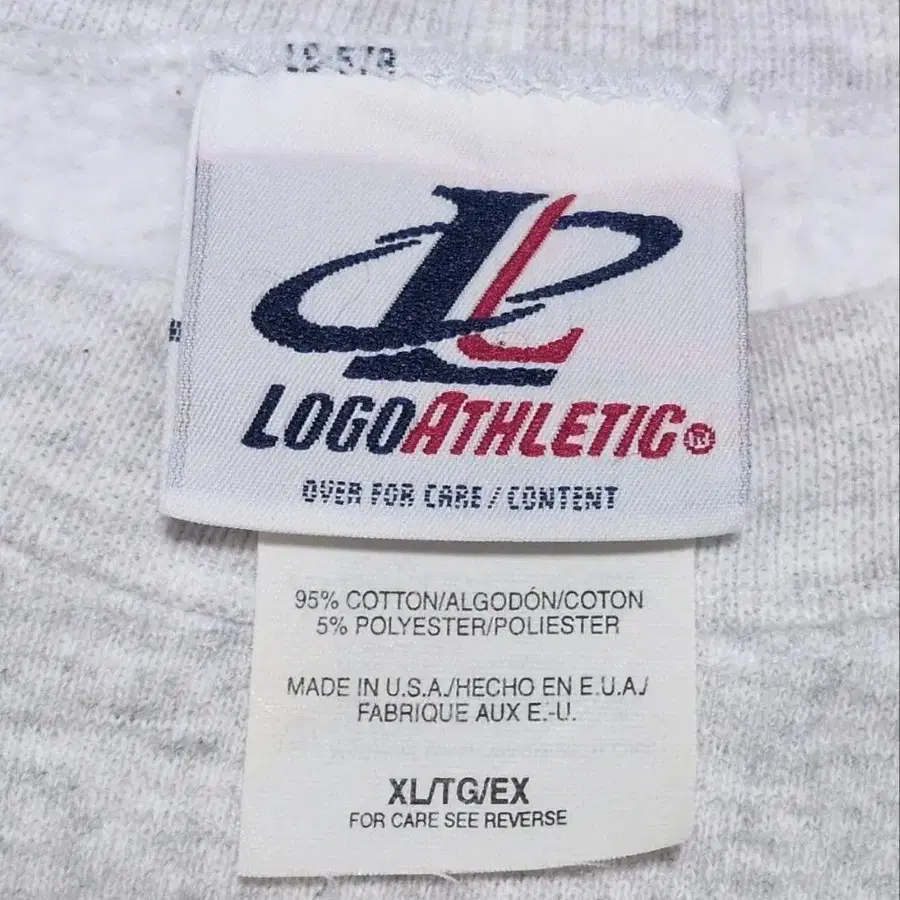 LOGOATHLETIC®
OVER FOR CARE/CONTENT
95% COTTON/ALGODÓN/COTON
5% POLYESTER/POLIESTER
MADE IN U.S.A./HECHO EN E.U.A./
FABRIQUE AUX E.-U.
XL/TG/EX
FOR CARE SEE REVERSE